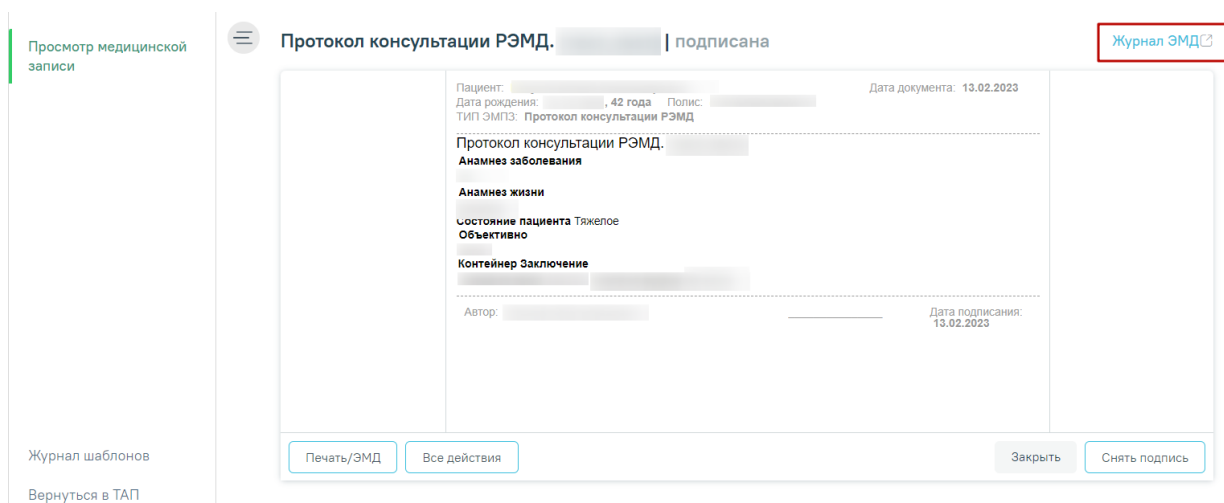 Просмотр медицинской
записи
Протокол консультации РЭМД. | подписана
Журнал ЭМД
Пациент: Дата документа: 13.02.2023
Дата рождения: , 42 года Полис:
ТИП ЭМПЗ: Протокол консультации РЭМД
Протокол консультации РЭМД.
Анамнез заболевания
Анамнез жизни
Состояние пациента Тяжелое
Объективно
Контейнер Заключение
Автор: Дата подписания:
13.02.2023
Печать/ЭМД Все действия Закрыть Снять подпись
Журнал шаблонов
Вернуться в ТАП